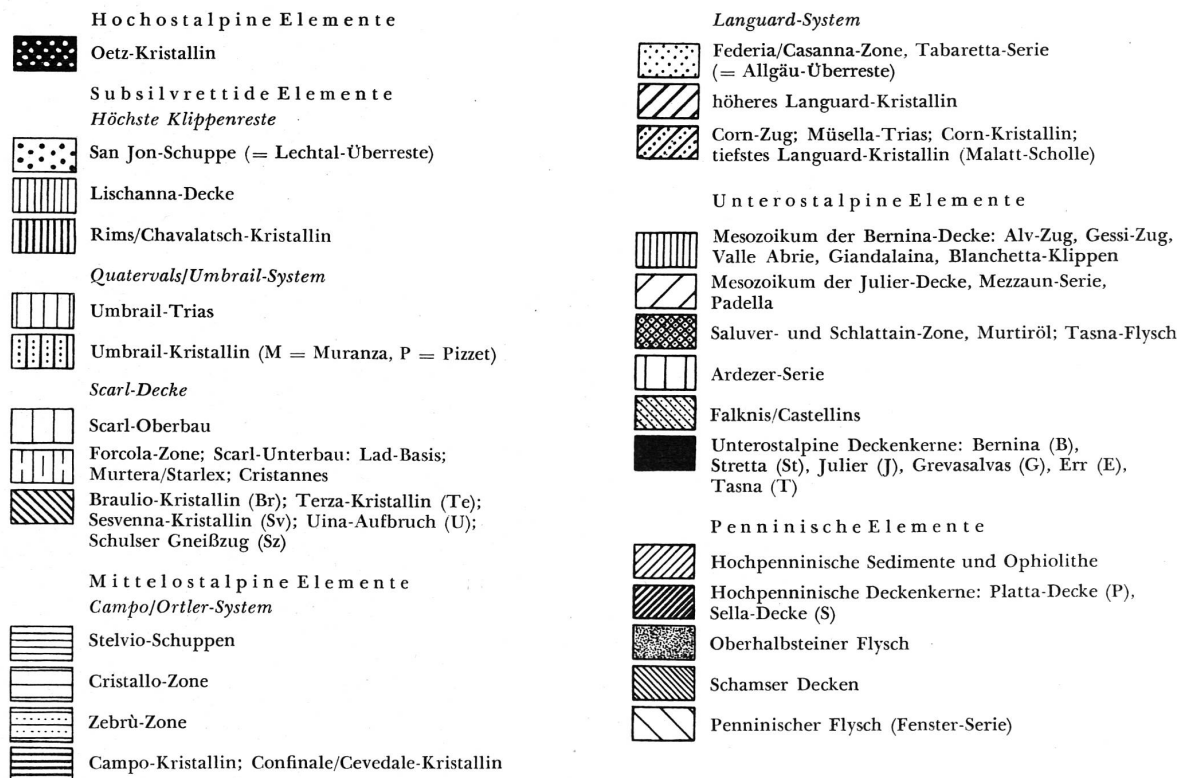 Hochostalpine Elemente
Oetz-Kristallin
Subsilvrettide Elemente
Höchste Klippenreste
San Jon-Schuppe (= Lechtal-Überreste)
Lischanna-Decke
Rims/Chavalatsch-Kristallin
Quatervals/Umbrail-System
Umbrail-Trias
Umbrail-Kristallin (M = Muranza, P = Pizzet)
Scarl-Decke
Scarl-Oberbau
Forcola-Zone; Scarl-Unterbau: Lad-Basis;
Murtera/Starlex; Cristannes
Braulio-Kristallin (Br); Terza-Kristallin (Te);
Sesvenna-Kristallin (Sv); Uina-Aufbruch (U);
Schulser Gneißzug (Sz)
Mittelostalpine Elemente
Campo/Ortler-System
Stelvio-Schuppen
Cristallo-Zone
Zebrù-Zone
Campo-Kristallin; Confinale/Cevedale-Kristallin
Languard-System
Federia/Casanna-Zone, Tabaretta-Serie
(= Allgäu-Überreste)
höheres Languard-Kristallin
Corn-Zug; Müsella-Trias; Corn-Kristallin;
tiefstes Languard-Kristallin (Malatt-Scholle)
Unterostalpine Elemente
Mesozoikum der Bernina-Decke: Alv-Zug, Gessi-Zug,
Valle Abrie, Giandalaina, Blanchetta-Klippen
Mesozoikum der Julier-Decke, Mezzaun-Serie,
Padella
Saluver- und Schlattain-Zone, Murtiröl; Tasna-Flysch
Ardezer-Serie
Falknis/Castellins
Unterostalpine Deckenkerne: Bernina (B),
Stretta (St), Julier (J), Grevasalvas (G), Err (E),
Tasna (T)
Penninische Elemente
Hochpenninische Sedimente und Ophiolithe
Hochpenninische Deckenkerne: Platta-Decke (P),
Sella-Decke (S)
Oberhalbsteiner Flysch
Schamser Decken
Penninischer Flysch (Fenster-Serie)